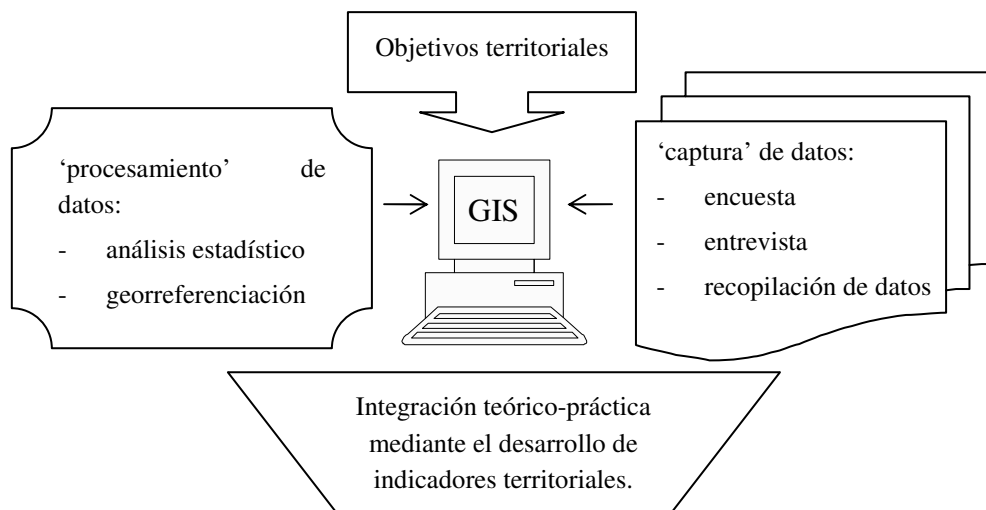 Objetivos territoriales
‘procesamiento’ de
datos:
- análisis estadístico
- georreferenciación
GIS
‘captura’ de datos:
- encuesta
- entrevista
- recopilación de datos
Integración teórico-práctica
mediante el desarrollo de
indicadores territoriales.